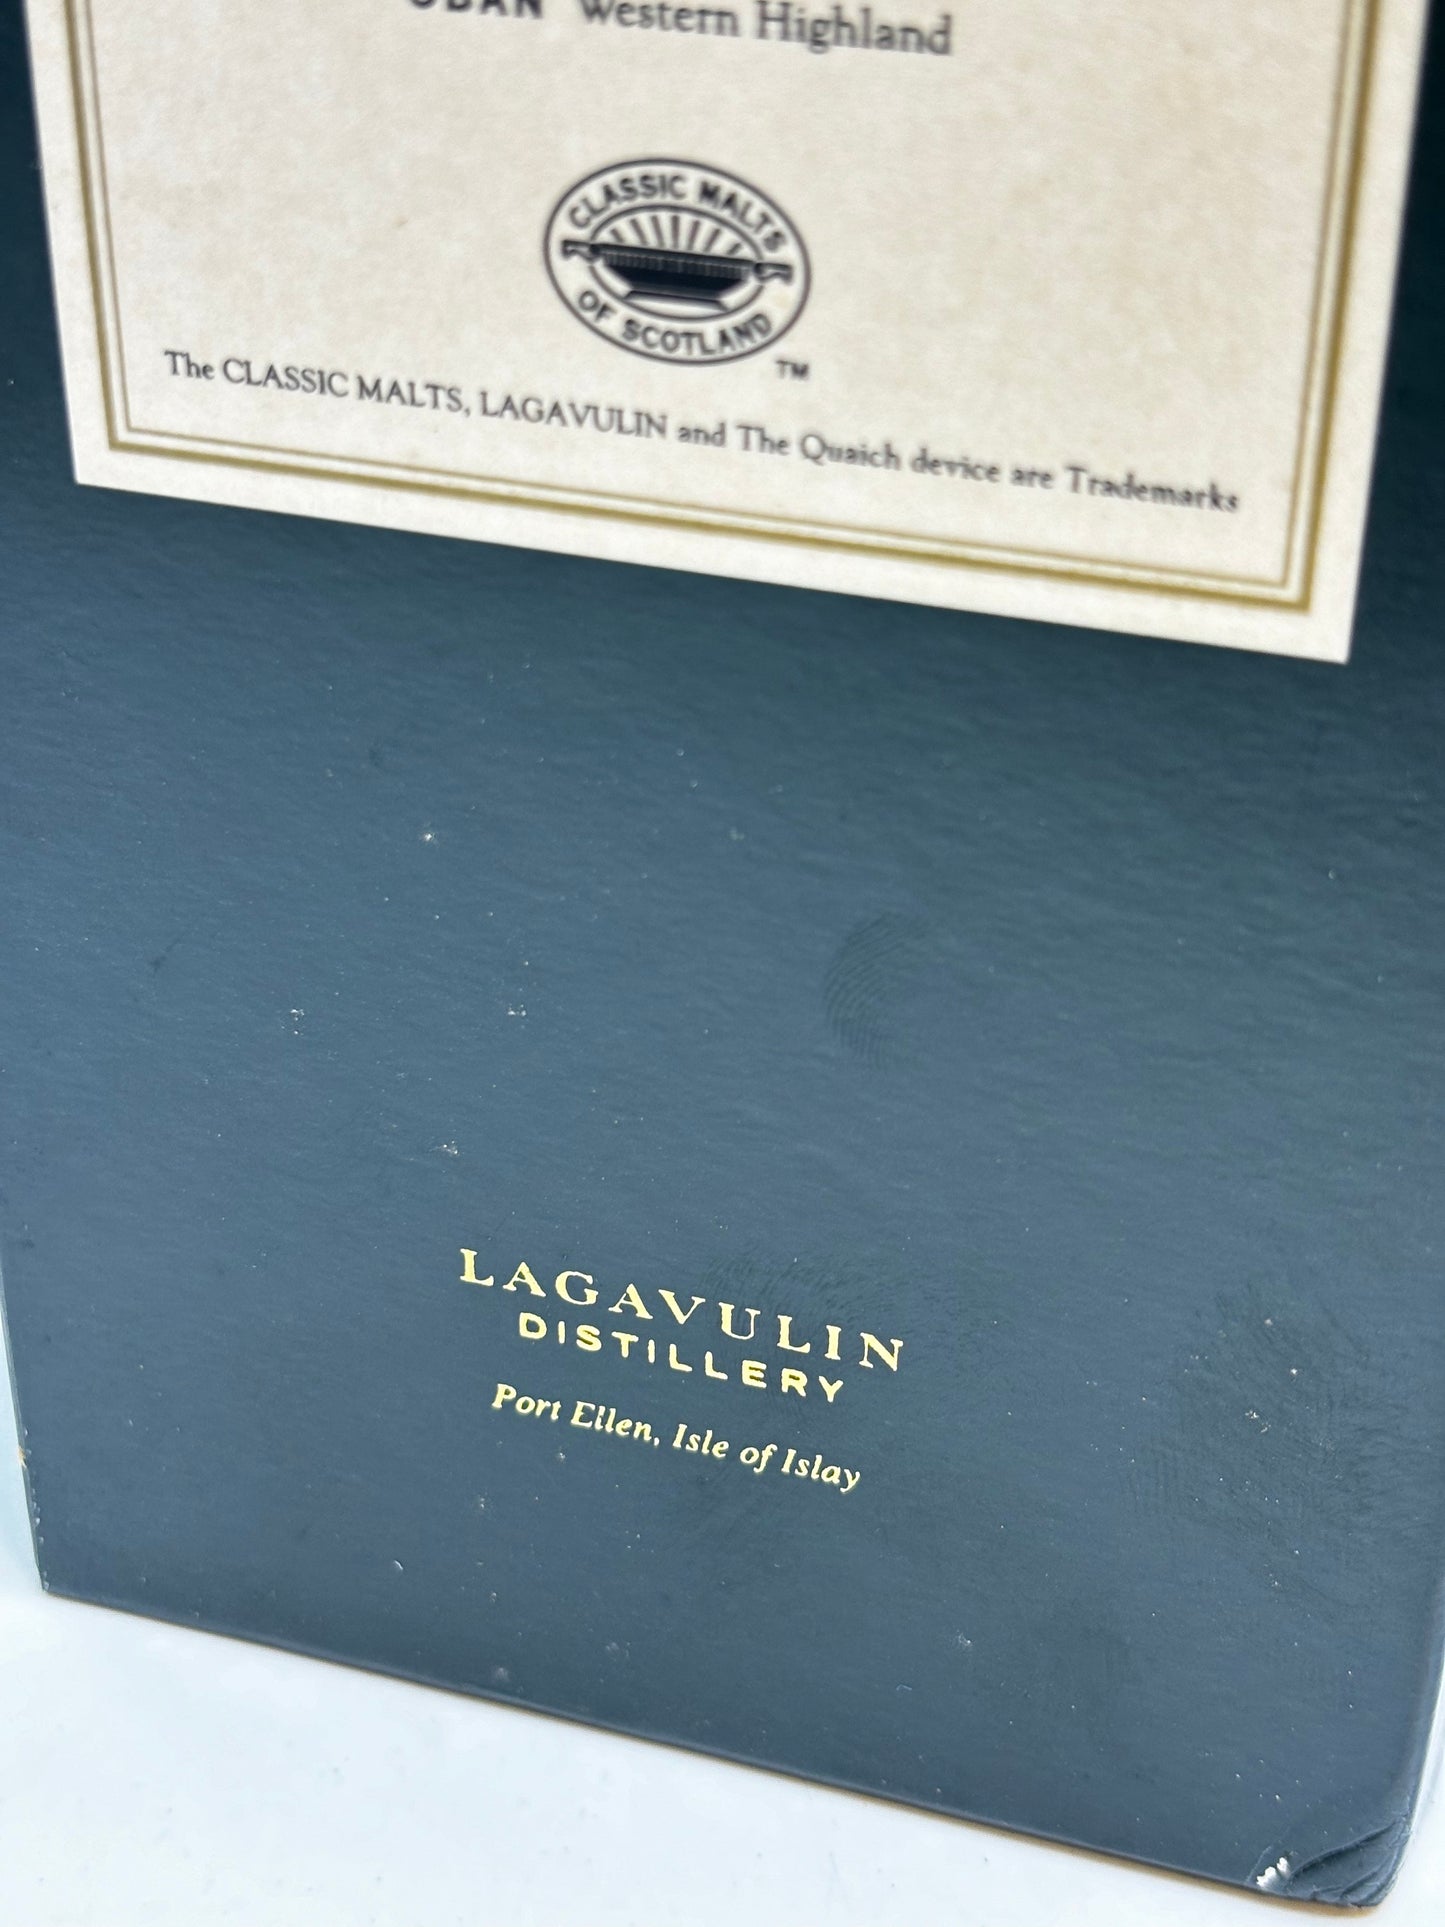 OBAN Western Highland
CLASSIC MALTS
OF SCOTLAND
TM
The CLASSIC MALTS, LAGAVULIN and The Quaich device are Trademarks
LAGAVULIN
DISTILLERY
Port Ellen, Isle of Islay